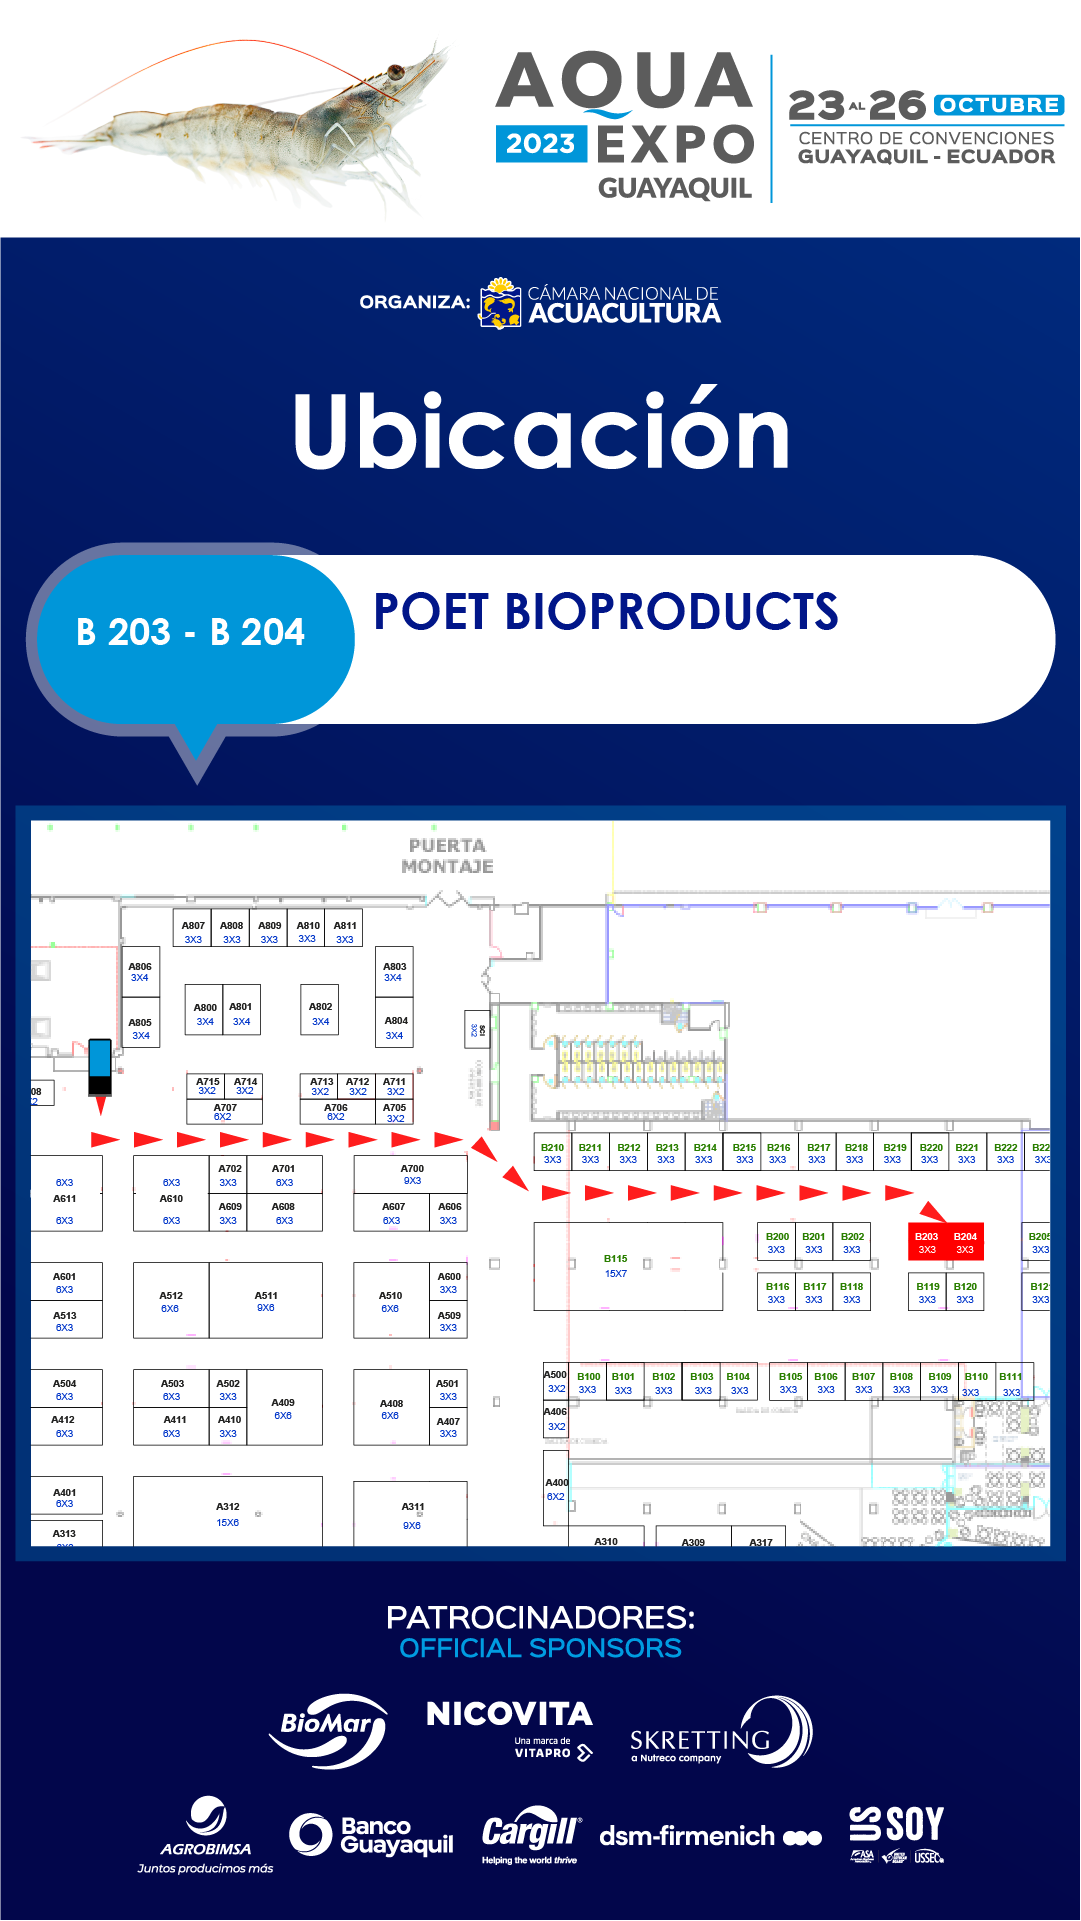 AQUA
2023 EXPO
GUAYAQUIL
23 AL 26 OCTUBRE
CENTRO DE CONVENCIONES
GUAYAQUIL - ECUADOR
ORGANIZA:
CÁMARA NACIONAL DE
ACUACULTURA
Ubicación
B 203 - B 204
POET BIOPRODUCTS
PUERTA
MONTAJE
A807 A808 A809 A810 A811
3X3 3X3 3X3 3X3 3X3
A806
3X4
A803
3X4
A800 A801 A802
3X4 3X4 3X4
A805
3X4
A804
3X4
3X2
08
A715 A714 A713 A712 A711
3X2 3X2 3X2 3X2 3X2
A707 A706 A705
6X2 6X2 3X2
B210 B211 B212 B213 B214 B215 B216 B217 B218 B219 B220 B221 B222 B22
3X3 3X3 3X3 3X3 3X3 3X3 3X3 3X3 3X3 3X3 3X3 3X3 3X3 3X3
6X3 6X3
A702 A701 A700
3X3 6X3 9X3
A611 A610
6X3 6X3
A609 A608 A607 A606
3X3 6X3 6X3 3X3
B115
15X7
B200 B201 B202 B203 B204 B205
3X3 3X3 3X3 3X3 3X3 3X3
A601
6X3
A600
3X3
A512 A511 A510
6X6 9X6 6X6
A513
6X3
A509
3X3
B116 B117 B118 B119 B120 B121
3X3 3X3 3X3 3X3 3X3 3X3
A504 A503 A502 A501
6X3 6X3 3X3 3X3
A409 A408
6X6 6X6
A412 A411 A410 A407
6X3 6X3 3X3 3X3
A500 B100 B101 B102 B103 B104 B105 B106 B107 B108 B109 B110 B111
3X2 3X3 3X3 3X3 3X3 3X3 3X3 3X3 3X3 3X3 3X3 3X3 3X3
A406
3X2
A400
6X2
A401
6X3
A312 A311
15X6 9X6
A313
A310 A309 A317
PATROCINADORES:
OFFICIAL SPONSORS
BioMar
NICOVITA
Una marca de
VITAPRO
SKRETTING
a Nutreco company
AGROBIMSA
Juntos producimos más
Banco
Guayaquil
Cargill®
Helping the world thrive
dsm-firmenich
US SOY
ASA
USSEC